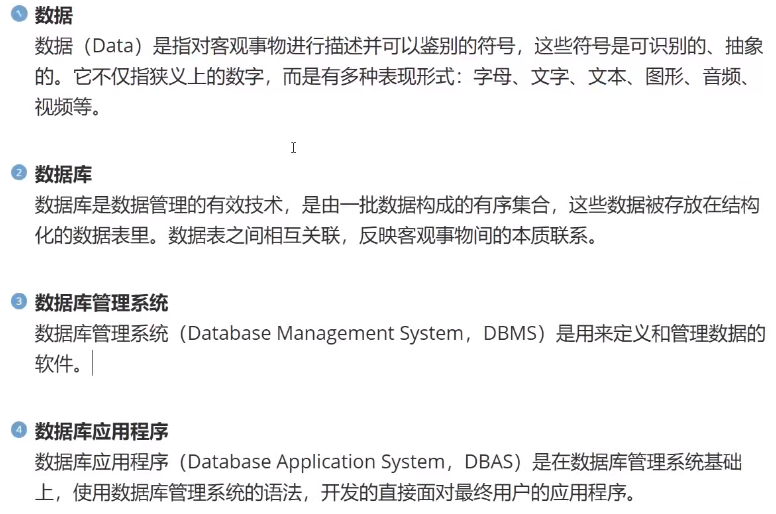 1 数据
数据（Data）是指对客观事物进行描述并可以鉴别的符号，这些符号是可识别的、抽象
的。它不仅指狭义上的数字，而是有多种表现形式：字母、文字、文本、图形、音频、
视频等。
2 数据库
数据库是数据管理的有效技术，是由一批数据构成的有序集合，这些数据被存放在结构
化的数据表里。数据表之间相互关联，反映客观事物间的本质联系。
3 数据库管理系统
数据库管理系统（Database Management System，DBMS）是用来定义和管理数据的
软件。
4 数据库应用程序
数据库应用程序（Database Application System，DBAS）是在数据库管理系统基础
上，使用数据库管理系统的语法，开发的直接面对最终用户的应用程序。